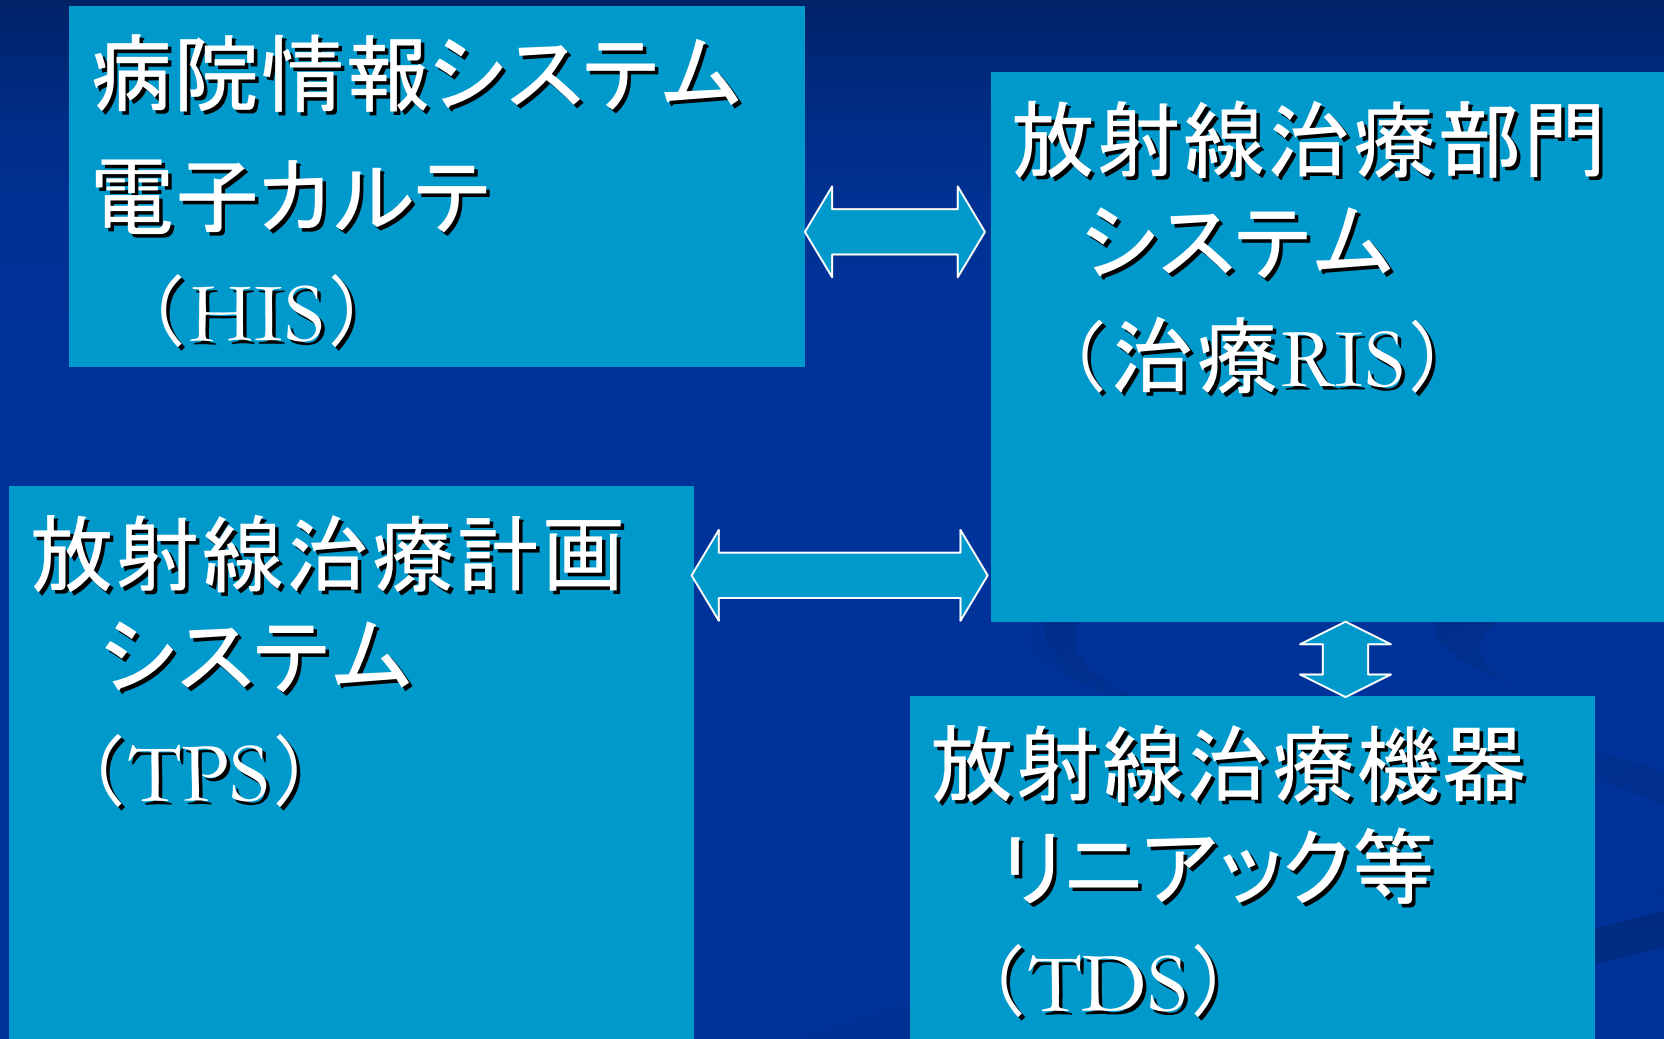 病院情報システム
電子カルテ
（HIS）
放射線治療部門
システム
（治療RIS）
放射線治療計画
システム
（TPS）
放射線治療機器
リニアック等
（TDS）